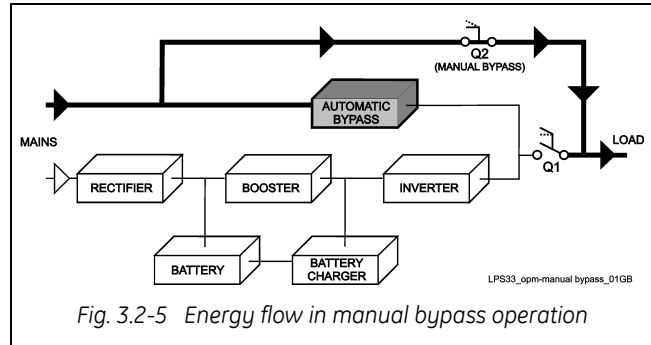 Q2
(MANUAL BYPASS)
AUTOMATIC
BYPASS
MAINS
LOAD
Q1
RECTIFIER
BOOSTER
INVERTER
BATTERY
BATTERY
CHARGER
LPS33_opm-manual bypass_01GB
Fig. 3.2-5 Energy flow in manual bypass operation